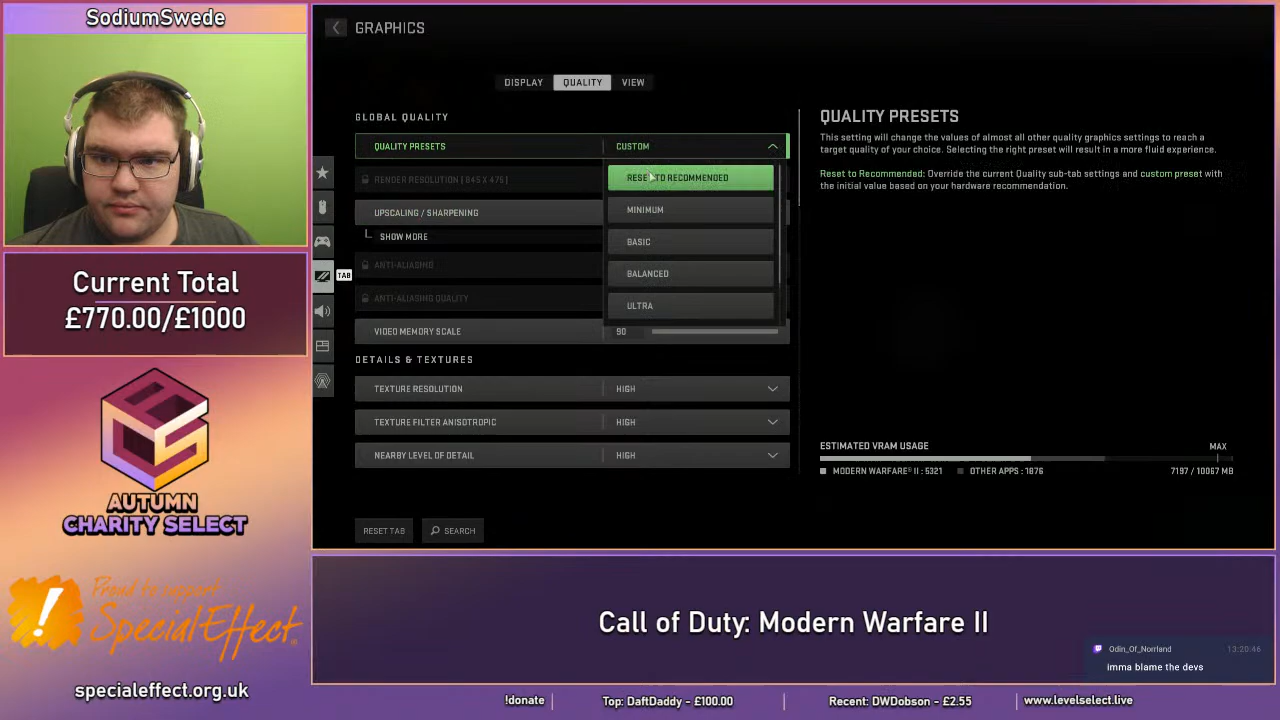 SodiumSwede
Current Total
£770.00/£1000
AUTUMN
CHARITY SELECT
Proud to support
SpecialEffect
specialeffect.org.uk
GRAPHICS
DISPLAY
QUALITY
VIEW
GLOBAL QUALITY
QUALITY PRESETS
CUSTOM
RESET TO RECOMMENDED
MINIMUM
BASIC
BALANCED
ULTRA
RENDER RESOLUTION [ 845 X 475 ]
UPSCALING / SHARPENING
SHOW MORE
ANTI-ALIASING
TAB
ANTI-ALIASING QUALITY
VIDEO MEMORY SCALE
90
DETAILS & TEXTURES
TEXTURE RESOLUTION
HIGH
TEXTURE FILTER ANISOTROPIC
HIGH
NEARBY LEVEL OF DETAIL
HIGH
RESET TAB
SEARCH
QUALITY PRESETS
This setting will change the values of almost all other quality graphics settings to reach a
target quality of your choice. Selecting the right preset will result in a more fluid experience.
Reset to Recommended: Override the current Quality sub-tab settings and custom preset with
the initial value based on your hardware recommendation.
ESTIMATED VRAM USAGE
MAX
MODERN WARFARE® II : 5321
OTHER APPS : 1876
7197 / 10067 MB
Call of Duty: Modern Warfare II
Odin_Of_Norrland
13:20:46
imma blame the devs
!donate
Top: DaftDaddy - £100.00
Recent: DWDobson - £2.55
www.levelselect.live